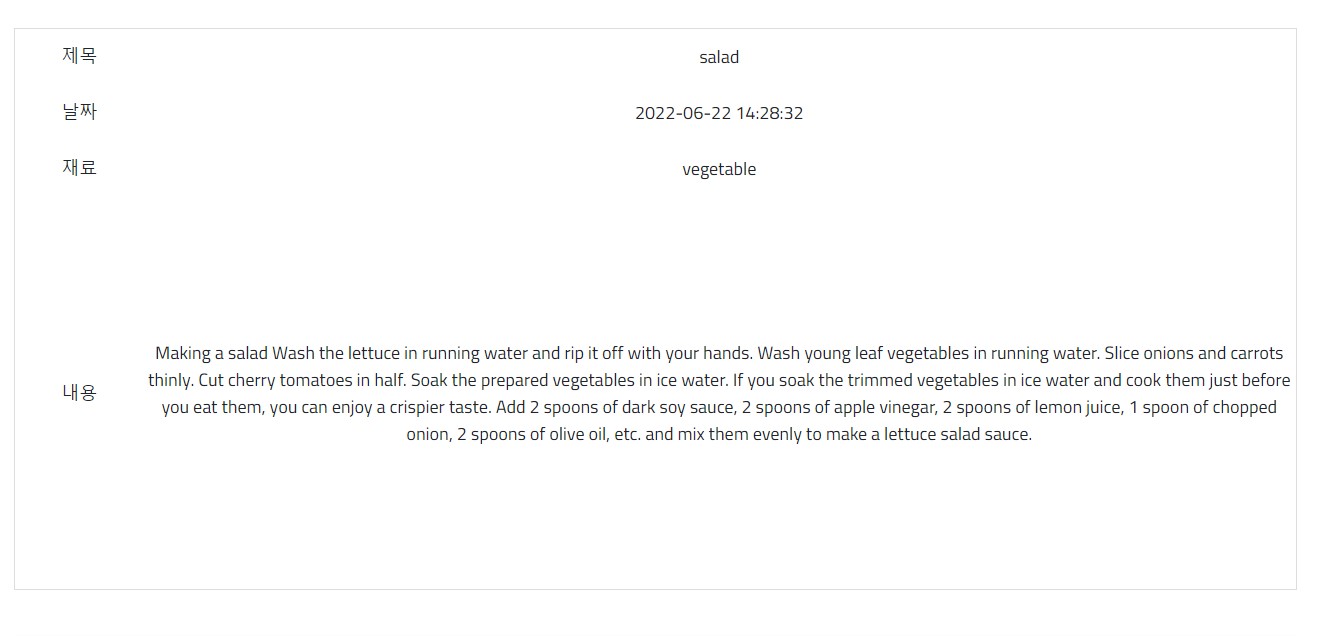 제목 salad
날짜 2022-06-22 14:28:32
재료 vegetable
Making a salad Wash the lettuce in running water and rip it off with your hands. Wash young leaf vegetables in running water. Slice onions and carrots
thinly. Cut cherry tomatoes in half. Soak the prepared vegetables in ice water. If you soak the trimmed vegetables in ice water and cook them just before
내용
you eat them, you can enjoy a crispier taste. Add 2 spoons of dark soy sauce, 2 spoons of apple vinegar, 2 spoons of lemon juice, 1 spoon of chopped
onion, 2 spoons of olive oil, etc. and mix them evenly to make a lettuce salad sauce.